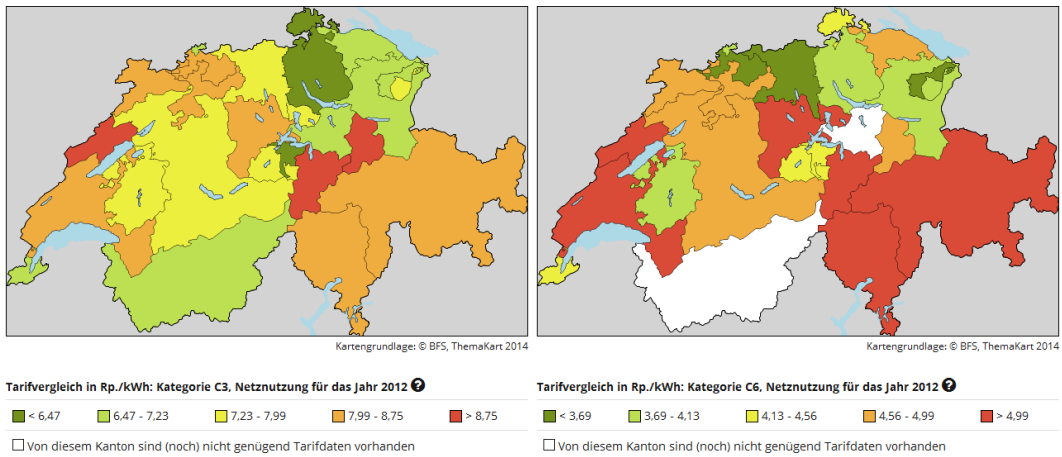 Kartengrundlage: © BFS, ThemaKart 2014
Tarifvergleich in Rp./kWh: Kategorie C3, Netznutzung für das Jahr 2012 ?
< 6,47 6,47 - 7,23 7,23 - 7,99 7,99 - 8,75 > 8,75
Von diesem Kanton sind (noch) nicht genügend Tarifdaten vorhanden
Kartengrundlage: © BFS, ThemaKart 2014
Tarifvergleich in Rp./kWh: Kategorie C6, Netznutzung für das Jahr 2012 ?
< 3,69 3,69 - 4,13 4,13 - 4,56 4,56 - 4,99 > 4,99
Von diesem Kanton sind (noch) nicht genügend Tarifdaten vorhanden